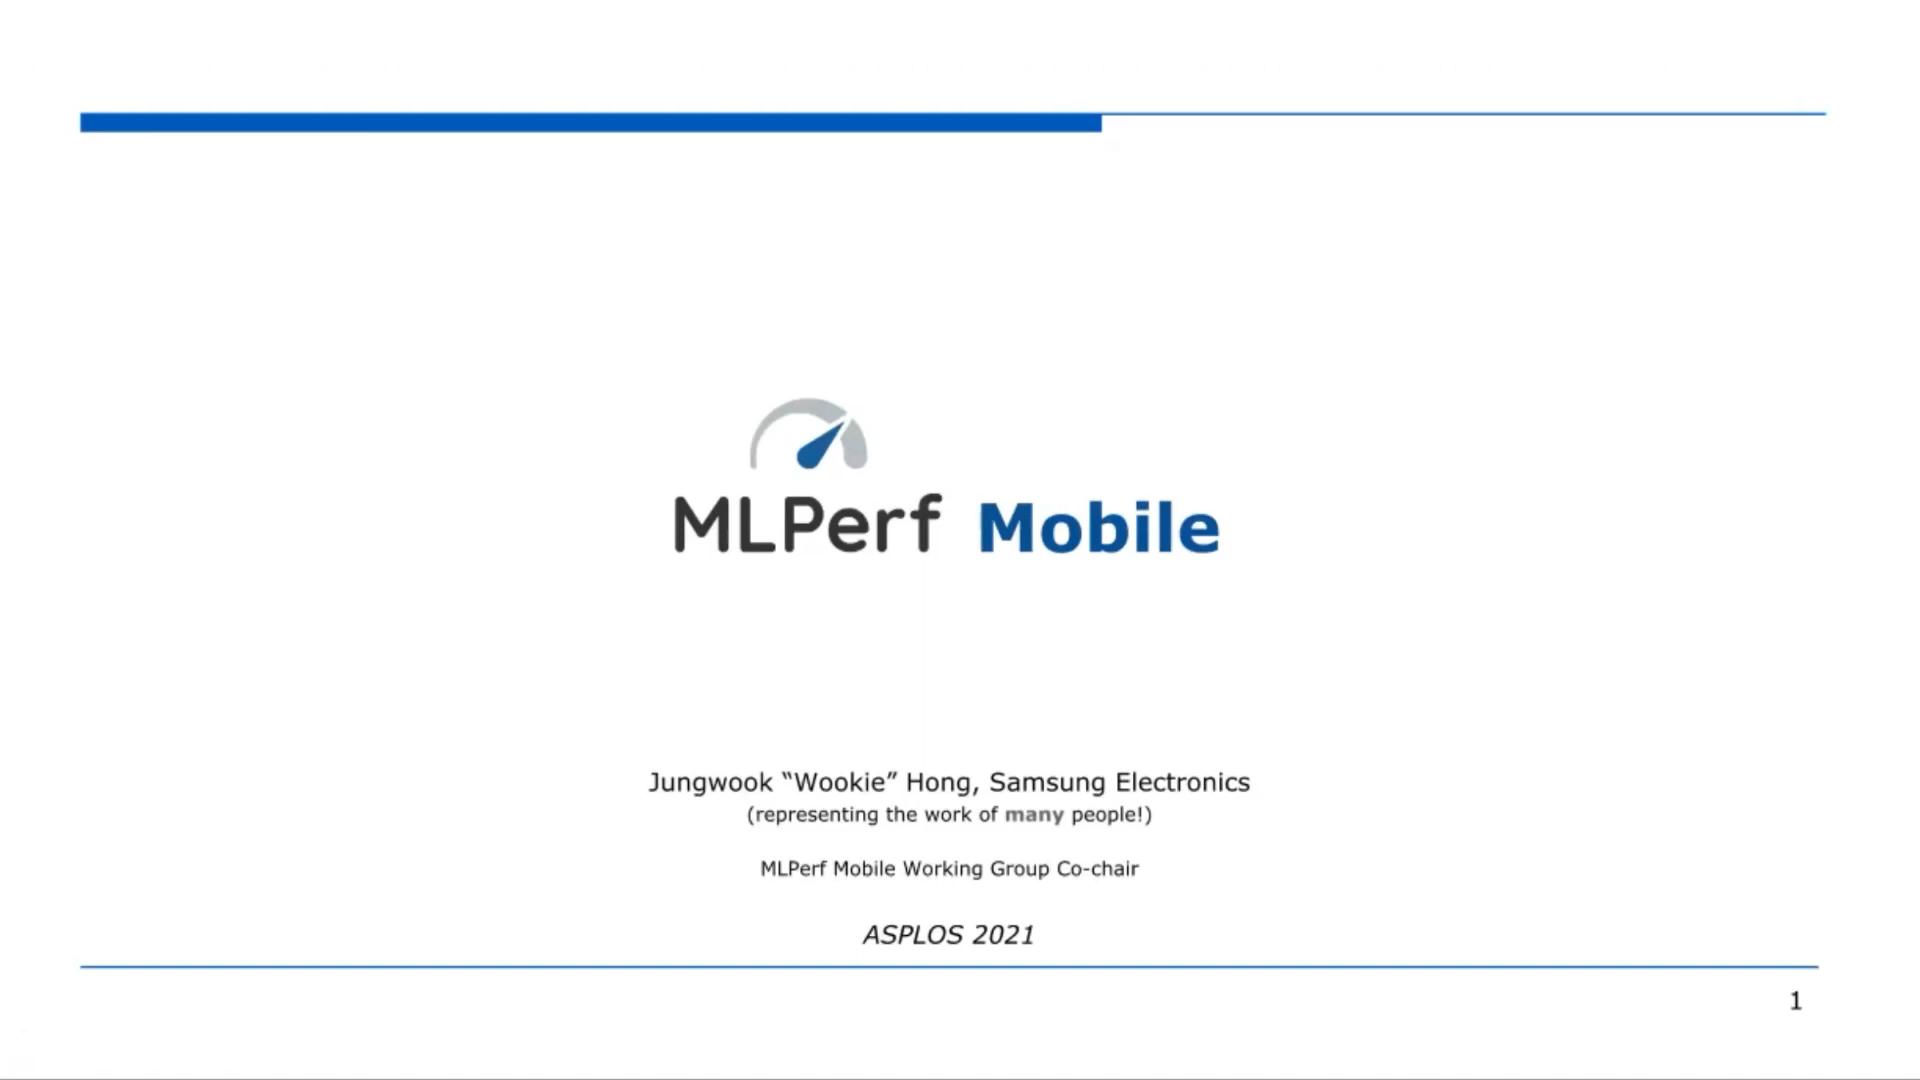 MLPerf Mobile
Jungwook “Wookie” Hong, Samsung Electronics
(representing the work of many people!)
MLPerf Mobile Working Group Co-chair
ASPLOS 2021
1